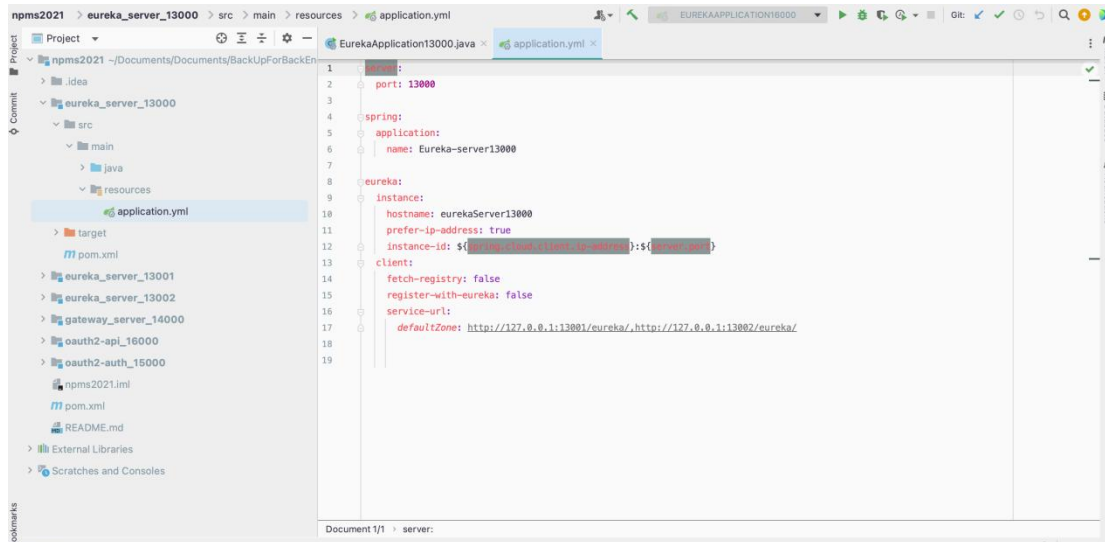 npms2021 > eureka_server_13000 > src > main > resources > application.yml
EUREKAAPPLICATION16000
Git:
Project
EurekaApplication13000.java
application.yml
Project
Commit
npms2021 ~/Documents/Documents/BackUpForBackEn
.idea
eureka_server_13000
src
main
java
resources
application.yml
target
pom.xml
eureka_server_13001
eureka_server_13002
gateway_server_14000
oauth2-api_16000
oauth2-auth_15000
npms2021.iml
pom.xml
README.md
External Libraries
Scratches and Consoles
ookmarks
1 server:
2 port: 13000
3
4 spring:
5 application:
6 name: Eureka-server13000
7
8 eureka:
9 instance:
10 hostname: eurekaServer13000
11 prefer-ip-address: true
12 instance-id: ${spring.cloud.client.ip-address}:${server.port}
13 client:
14 fetch-registry: false
15 register-with-eureka: false
16 service-url:
17 defaultZone: http://127.0.0.1:13001/eureka/,http://127.0.0.1:13002/eureka/
18
19
Document 1/1 > server: